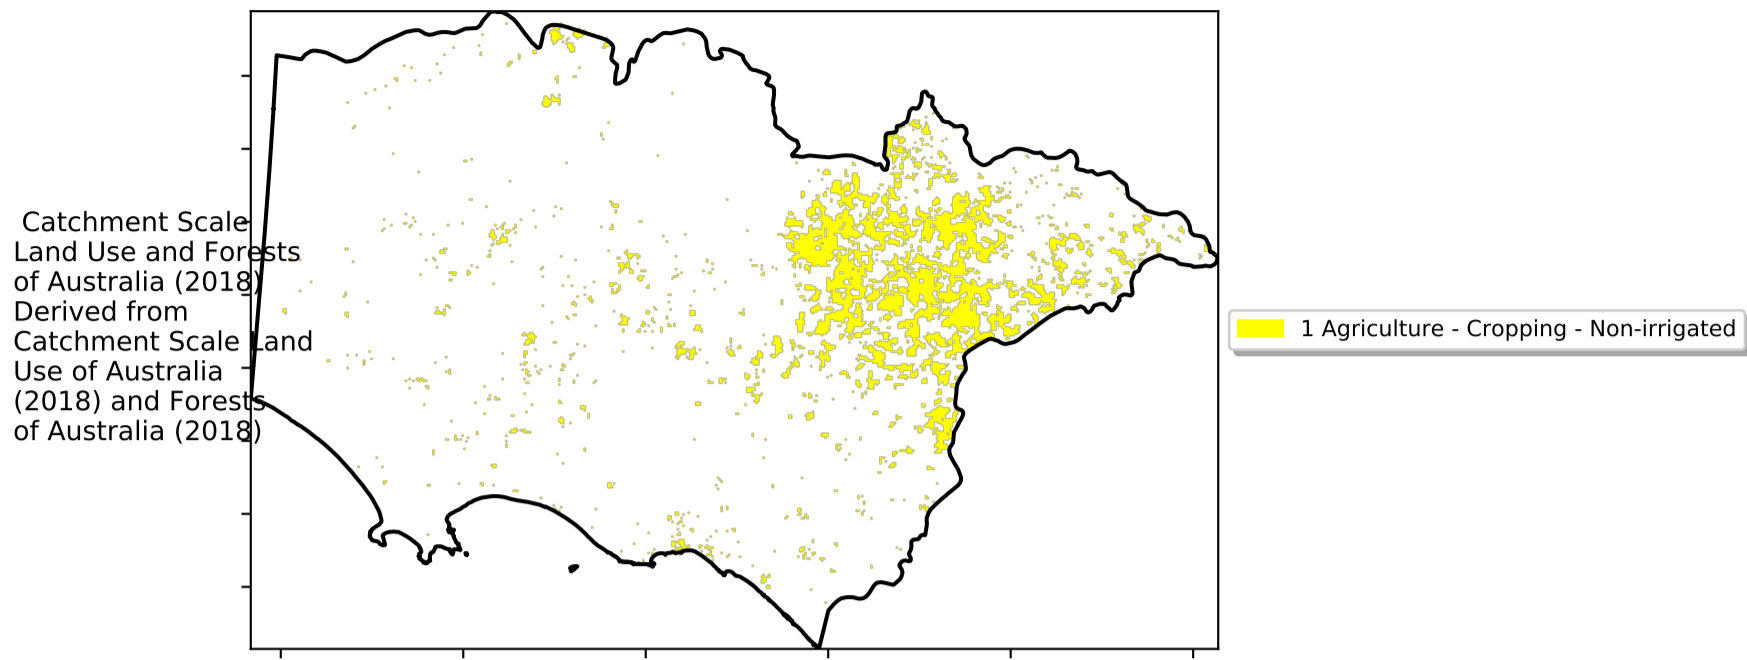 Catchment Scale
Land Use and Forests
of Australia (2018)
Derived from
Catchment Scale Land
Use of Australia
(2018) and Forests
of Australia (2018)
1 Agriculture - Cropping - Non-irrigated